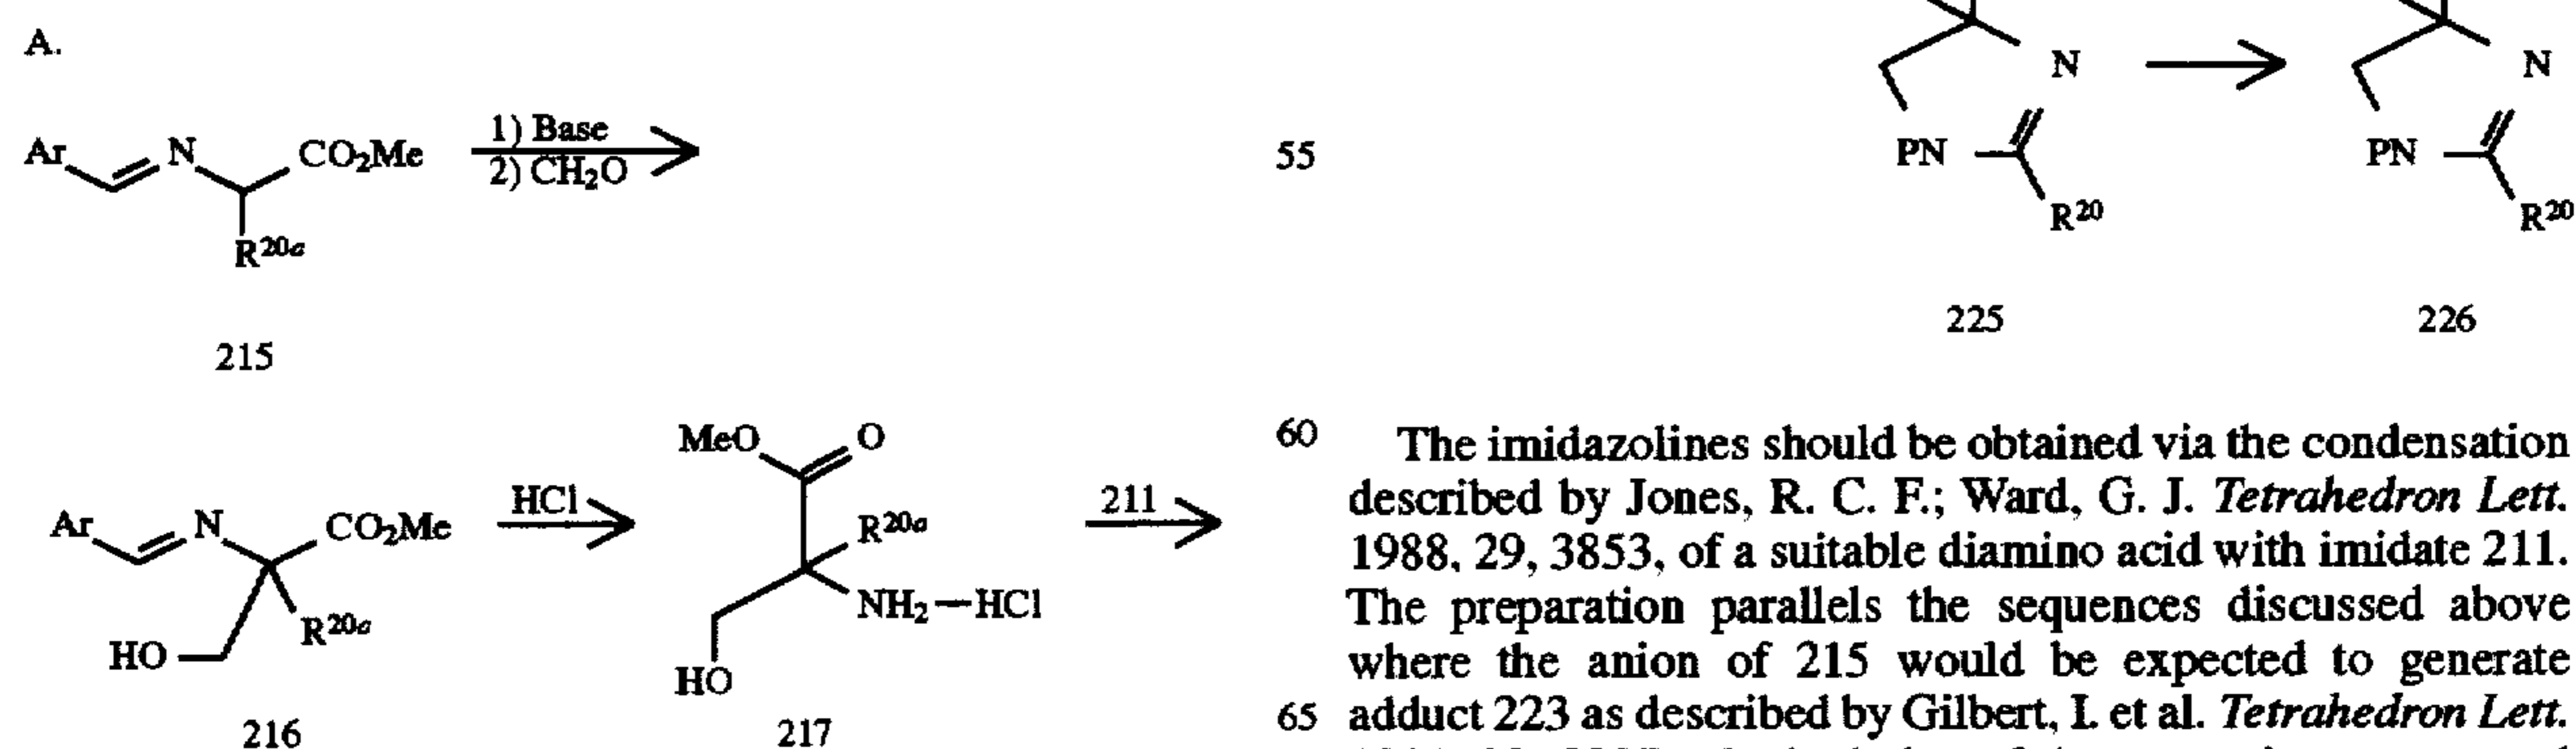 A.
Ar
N
CO₂Me
R²⁰ᵃ
1) Base
2) CH₂O
215
Ar
N
CO₂Me
R²⁰ᵃ
HO
216
HCl
MeO
O
R²⁰ᵃ
NH₂—HCl
HO
217
211
55
N
PN
R²⁰
225
N
PN
R²⁰
226
60
The imidazolines should be obtained via the condensation
described by Jones, R. C. F.; Ward, G. J. Tetrahedron Lett.
1988, 29, 3853, of a suitable diamino acid with imidate 211.
The preparation parallels the sequences discussed above
where the anion of 215 would be expected to generate
65 adduct 223 as described by Gilbert, I. et al. Tetrahedron Lett.